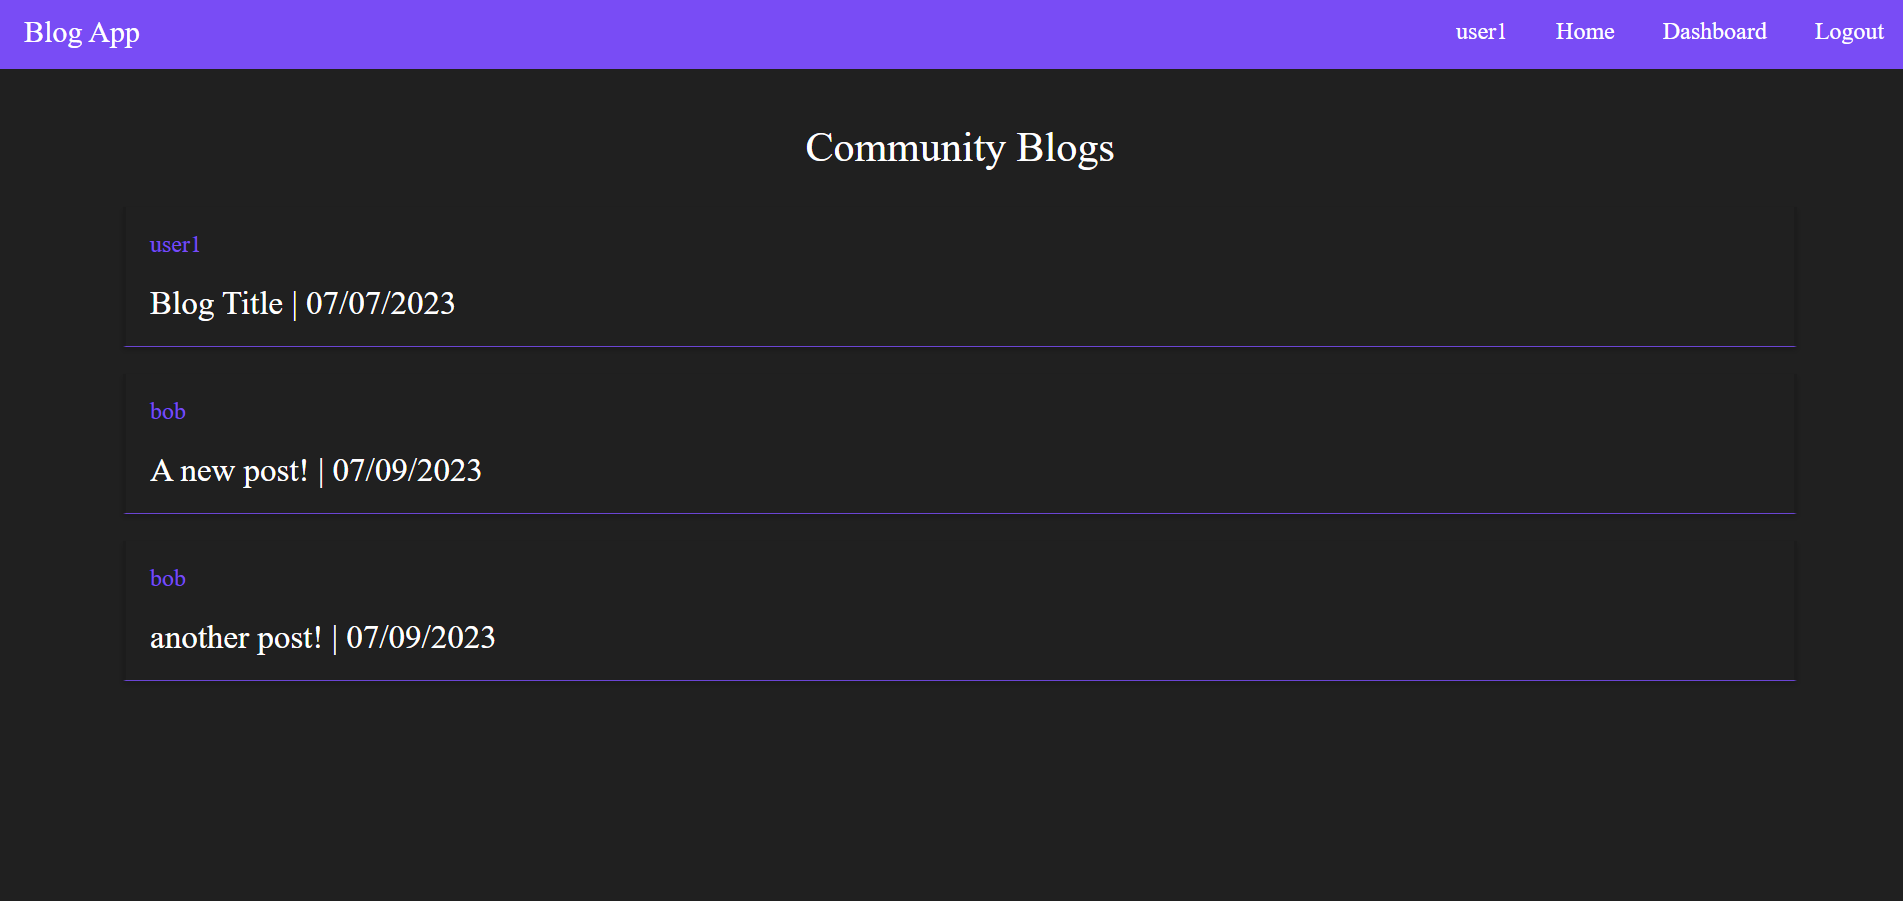 Blog App
user1 Home Dashboard Logout
Community Blogs
user1
Blog Title | 07/07/2023
bob
A new post! | 07/09/2023
bob
another post! | 07/09/2023